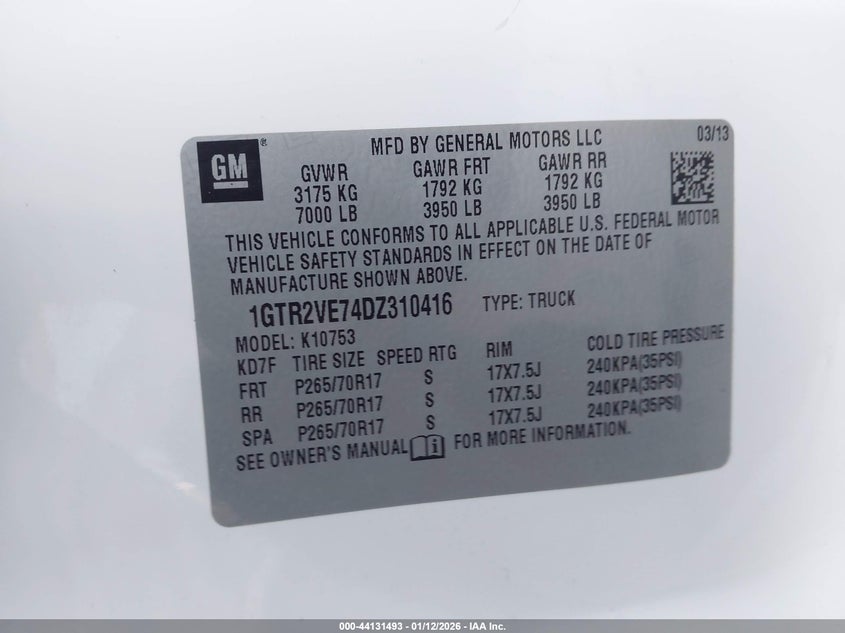 GM®
MFD BY GENERAL MOTORS LLC 03/13
GVWR GAWR FRT GAWR RR
3175 KG 1792 KG 1792 KG
7000 LB 3950 LB 3950 LB
THIS VEHICLE CONFORMS TO ALL APPLICABLE U.S. FEDERAL MOTOR
VEHICLE SAFETY STANDARDS IN EFFECT ON THE DATE OF
MANUFACTURE SHOWN ABOVE.
1GTR2VE74DZ310416 TYPE: TRUCK
MODEL: K10753
KD7F TIRE SIZE SPEED RTG RIM COLD TIRE PRESSURE
FRT P265/70R17 S 17X7.5J 240KPA(35PSI)
RR P265/70R17 S 17X7.5J 240KPA(35PSI)
SPA P265/70R17 S 17X7.5J 240KPA(35PSI)
SEE OWNER'S MANUAL FOR MORE INFORMATION.
000-44131493 - 01/12/2026 - IAA Inc.